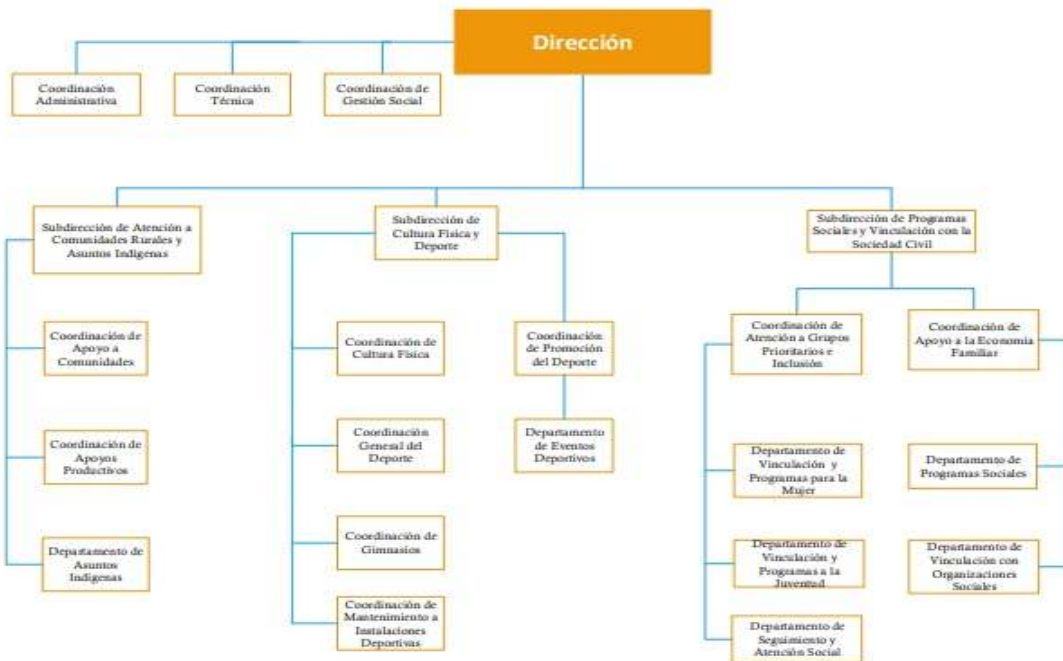 Dirección
Coordinación
Administrativa
Coordinación
Técnica
Coordinación de
Gestión Social
Subdirección de Atención a
Comunidades Rurales y
Asuntos Indígenas
Subdirección de
Cultura Física y
Deporte
Subdirección de Programas
Sociales y Vinculación con la
Sociedad Civil
Coordinación de
Apoyo a
Comunidades
Coordinación de
Apoyos
Productivos
Departamento de
Asuntos
Indígenas
Coordinación de
Cultura Física
Coordinación
General del
Deporte
Coordinación de
Gimnasios
Coordinación de
Mantenimiento a
Instalaciones
Deportivas
Coordinación
de Promoción
del Deporte
Departamento
de Eventos
Deportivos
Coordinación de
Atención a Grupos
Prioritarios e
Inclusión
Departamento de
Vinculación y
Programas para la
Mujer
Departamento de
Vinculación y
Programas a la
Juventud
Departamento de
Seguimiento y
Atención Social
Coordinación de
Apoyo a la Economía
Familiar
Departamento de
Programas Sociales
Departamento de
Vinculación con
Organizaciones
Sociales